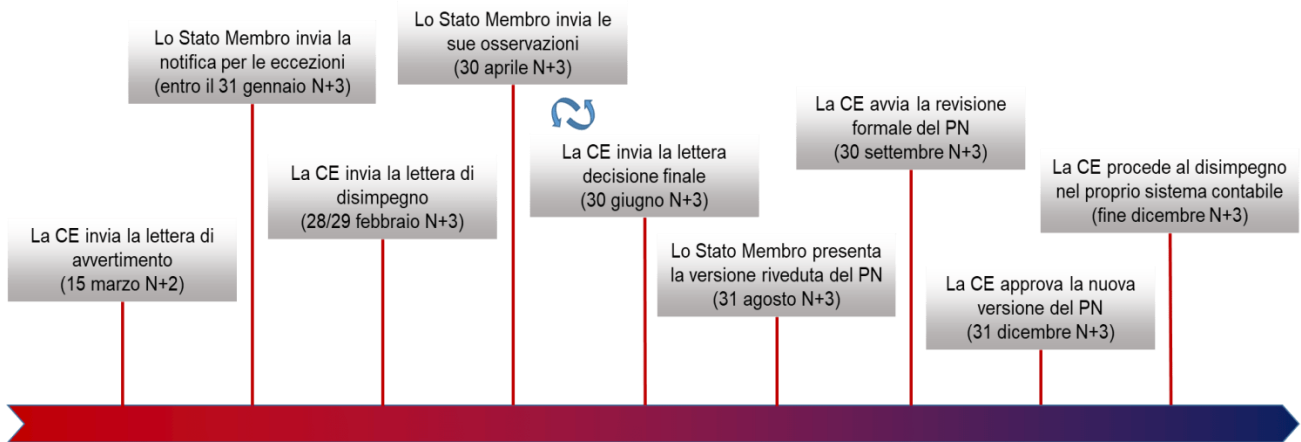 La CE invia la lettera di
avvertimento
(15 marzo N+2)
Lo Stato Membro invia la
notifica per le eccezioni
(entro il 31 gennaio N+3)
La CE invia la lettera di
disimpegno
(28/29 febbraio N+3)
Lo Stato Membro invia le
sue osservazioni
(30 aprile N+3)
La CE invia la lettera
decisione finale
(30 giugno N+3)
Lo Stato Membro presenta
la versione riveduta del PN
(31 agosto N+3)
La CE avvia la revisione
formale del PN
(30 settembre N+3)
La CE approva la nuova
versione del PN
(31 dicembre N+3)
La CE procede al disimpegno
nel proprio sistema contabile
(fine dicembre N+3)